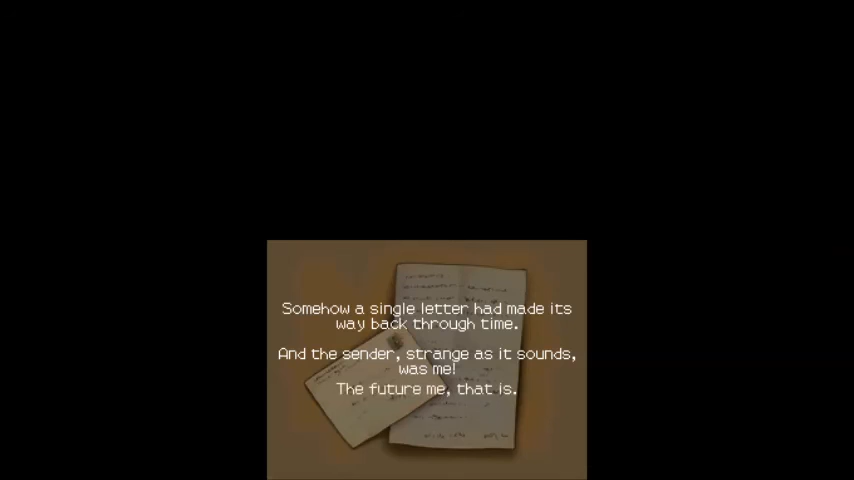 Somehow a single letter had made its
way back through time.
And the sender, strange as it sounds,
was me!
The future me, that is.